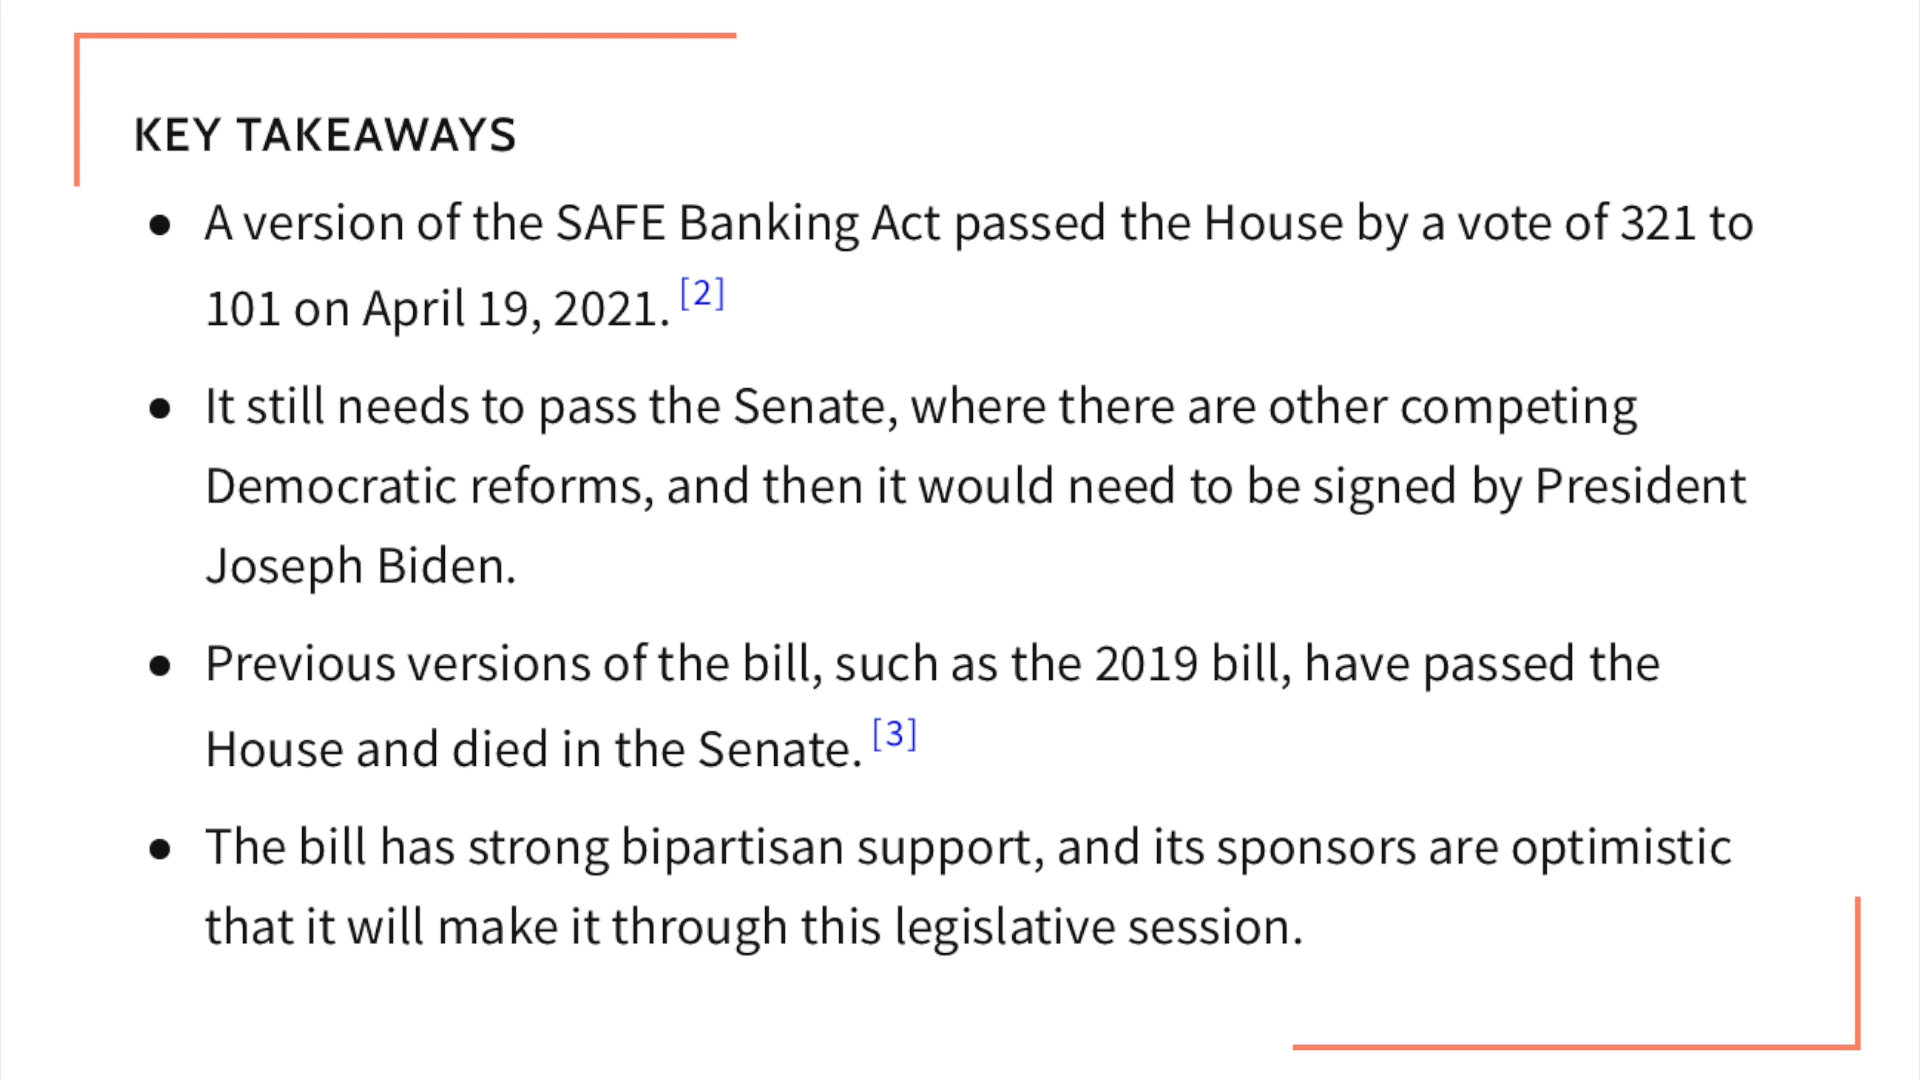 KEY TAKEAWAYS
● A version of the SAFE Banking Act passed the House by a vote of 321 to
101 on April 19, 2021. [2]
● It still needs to pass the Senate, where there are other competing
Democratic reforms, and then it would need to be signed by President
Joseph Biden.
● Previous versions of the bill, such as the 2019 bill, have passed the
House and died in the Senate. [3]
● The bill has strong bipartisan support, and its sponsors are optimistic
that it will make it through this legislative session.